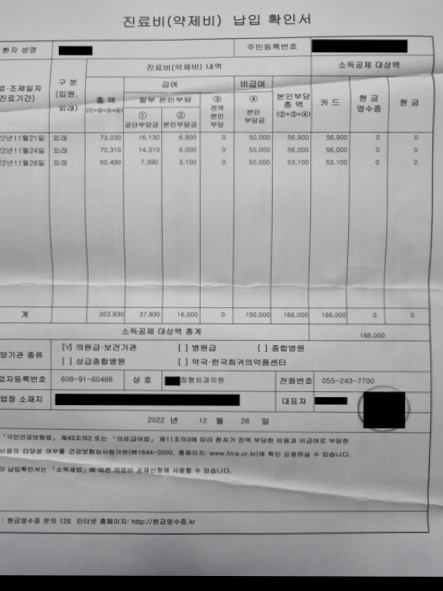 진료비(약제비) 납입 확인서
환자 성명
주민등록번호
진료비(약제비) 내역
소득공제 대상액
료·조제일자
진료기관)
구 분
(입원,
외래)
총 액
급여
비급여
본인부담
총 액
(②+③+④)
카 드
현 금
영수증
현 금
일부 본인부담
③
전액
본인
부담
④
본인
부담금
①
공단부담금
②
본인부담금
22년11월21일 외래 73,030 16,130 6,900 0 50,000 56,900 56,900 0 0
22년11월24일 외래 70,310 14,310 6,000 0 50,000 56,000 56,000 0 0
22년11월26일 외래 60,490 7,390 3,100 0 50,000 53,100 53,100 0 0
계 203,830 37,830 16,000 0 150,000 166,000 166,000 0 0
소득공제 대상액 총계 166,000
양기관 종류 [√] 의원급·보건기관 [ ] 병원급 [ ] 종합병원
[ ] 상급종합병원 [ ] 약국·한국희귀의약품센터
업자등록번호 608-91-60488 상 호 정형외과의원 전화번호 055-243-7700
업장 소재지 대표자
2022 년 12 월 28 일
「국민건강보험법」 제43조의2 또는 「의료급여법」 제11조의3에 따라 환자가 전액 부담한 비용과 비급여로 부담한
비용의 타당성 여부를 건강보험심사평가원(☎1644-2000, 홈페이지: www.hira.or.kr)에 확인 요청하실 수 있습니다.
이 납입확인서는 「소득세법」에 따른 의료비 공제신청에 사용할 수 있습니다.
: 현금영수증 문의 126 인터넷 홈페이지: http://현금영수증.kr